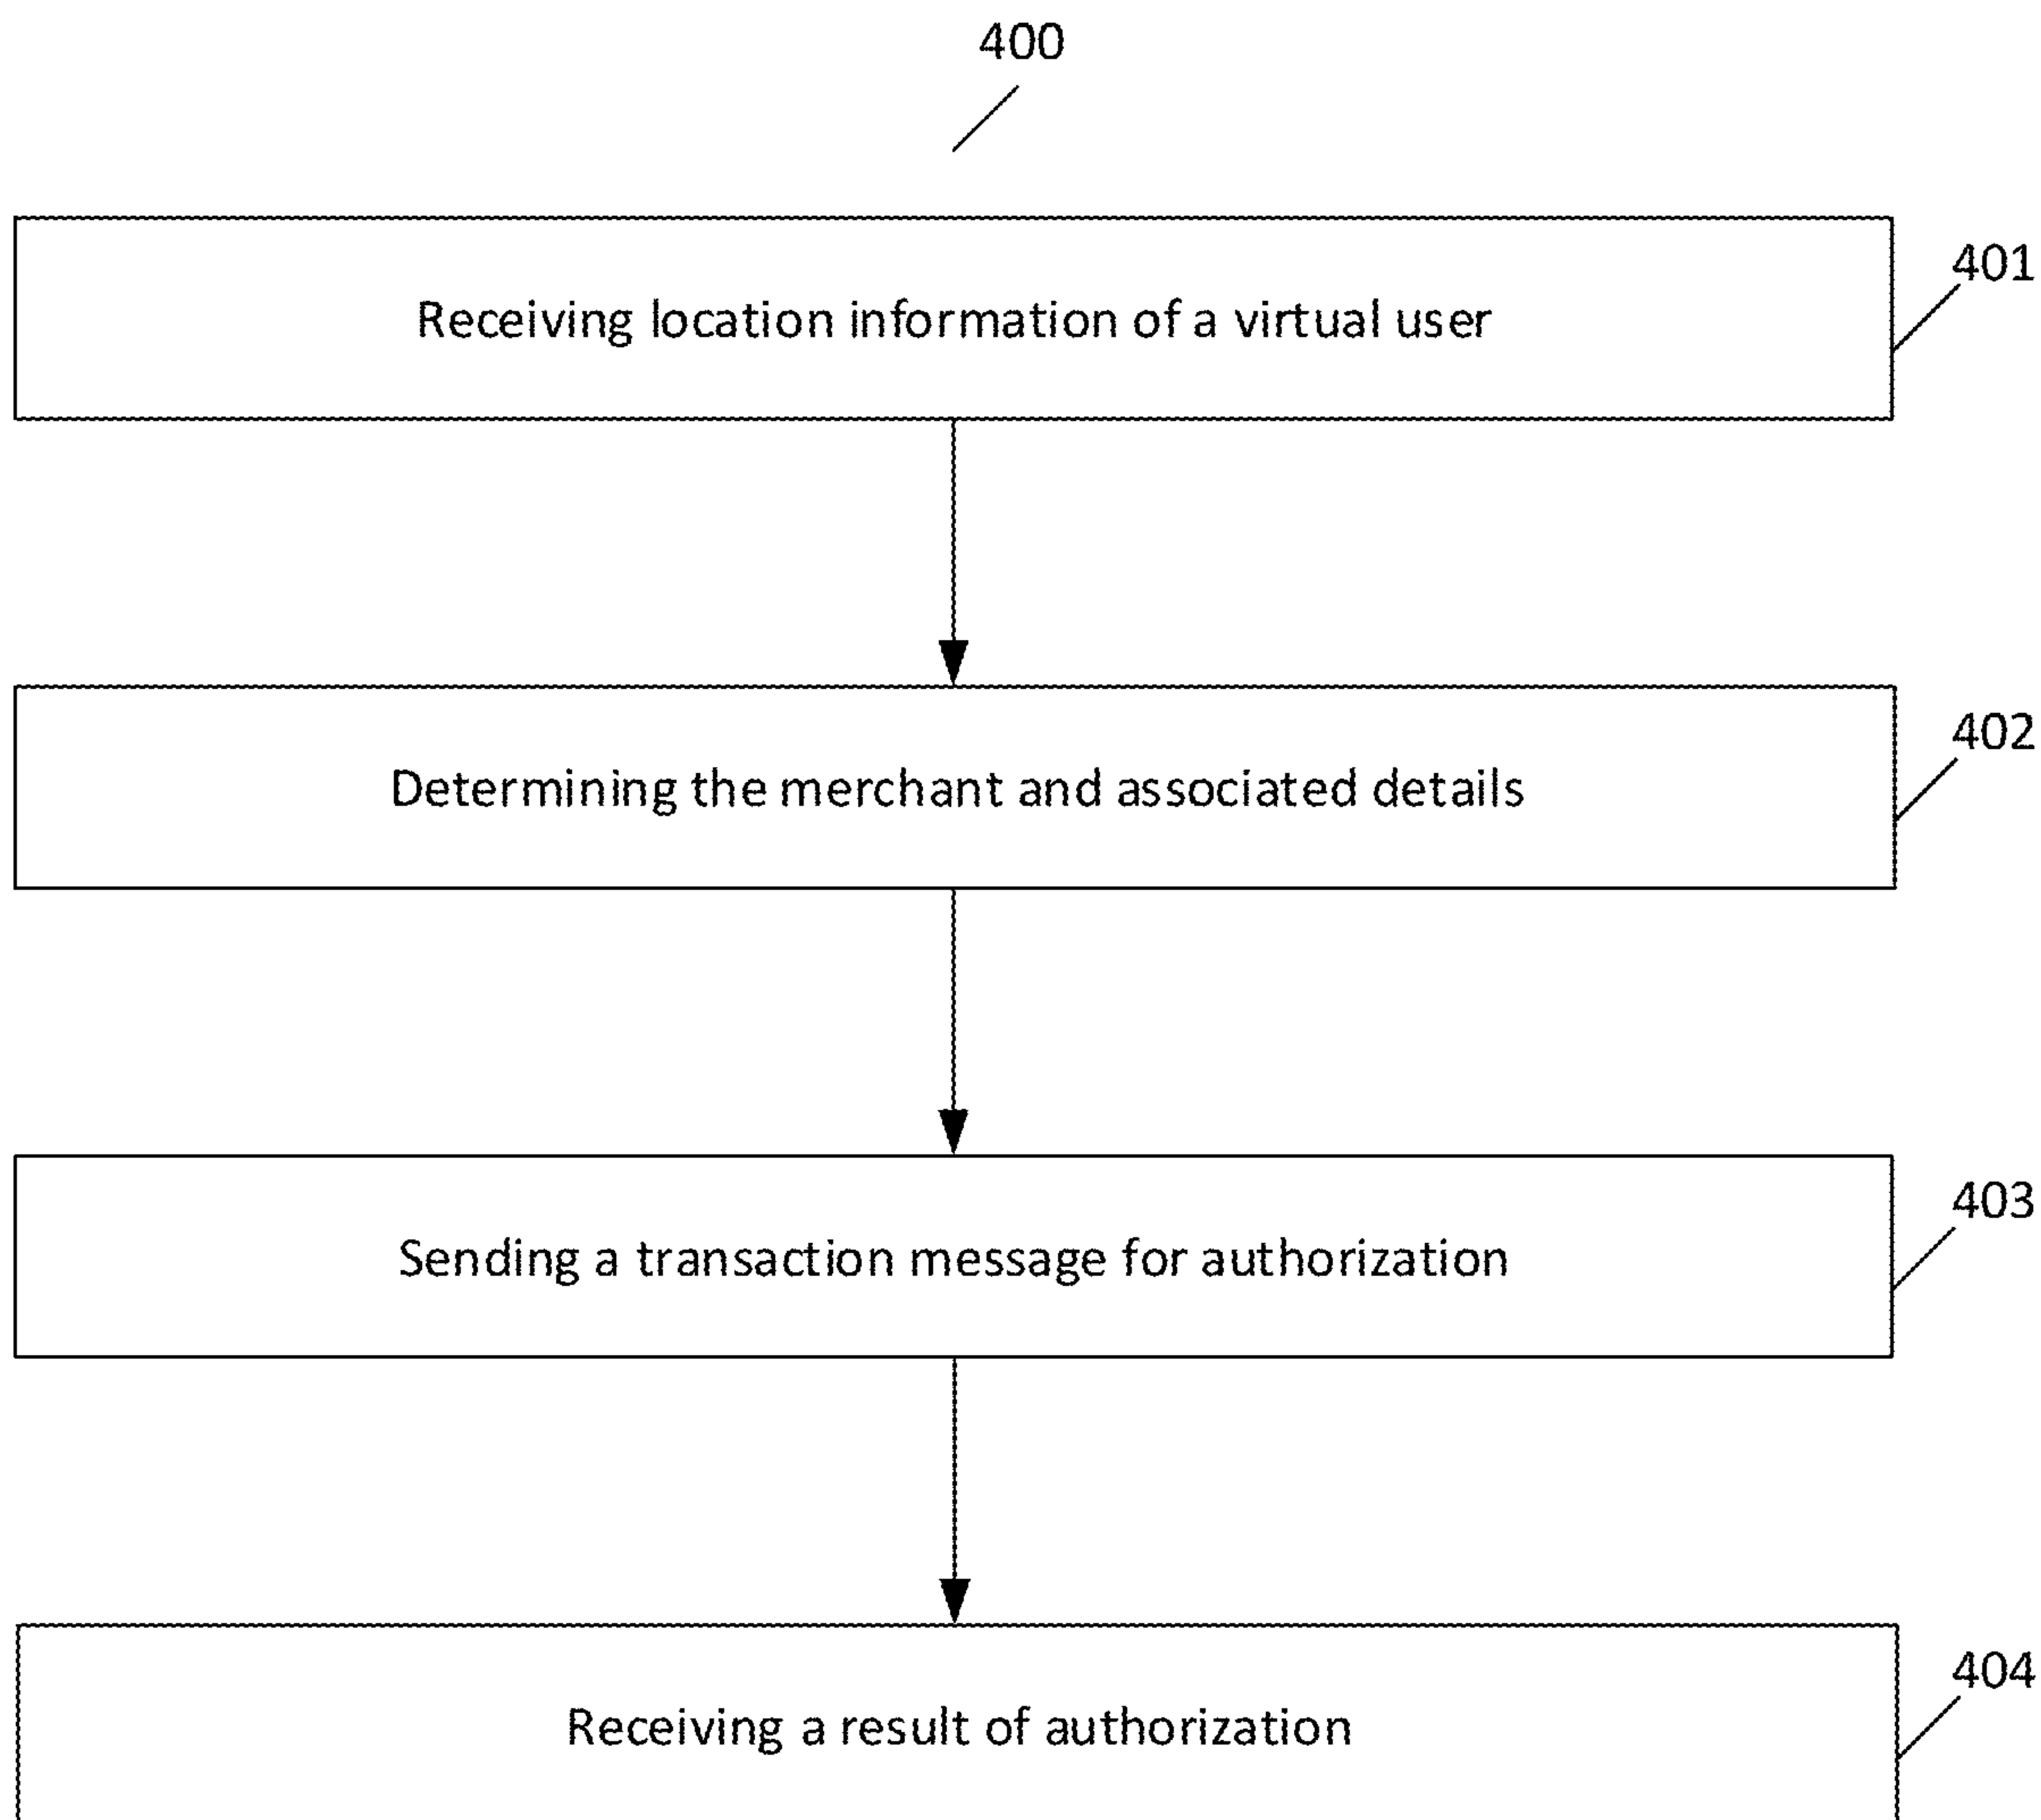 400
Receiving location information of a virtual user
401
Determining the merchant and associated details
402
Sending a transaction message for authorization
403
Receiving a result of authorization
404